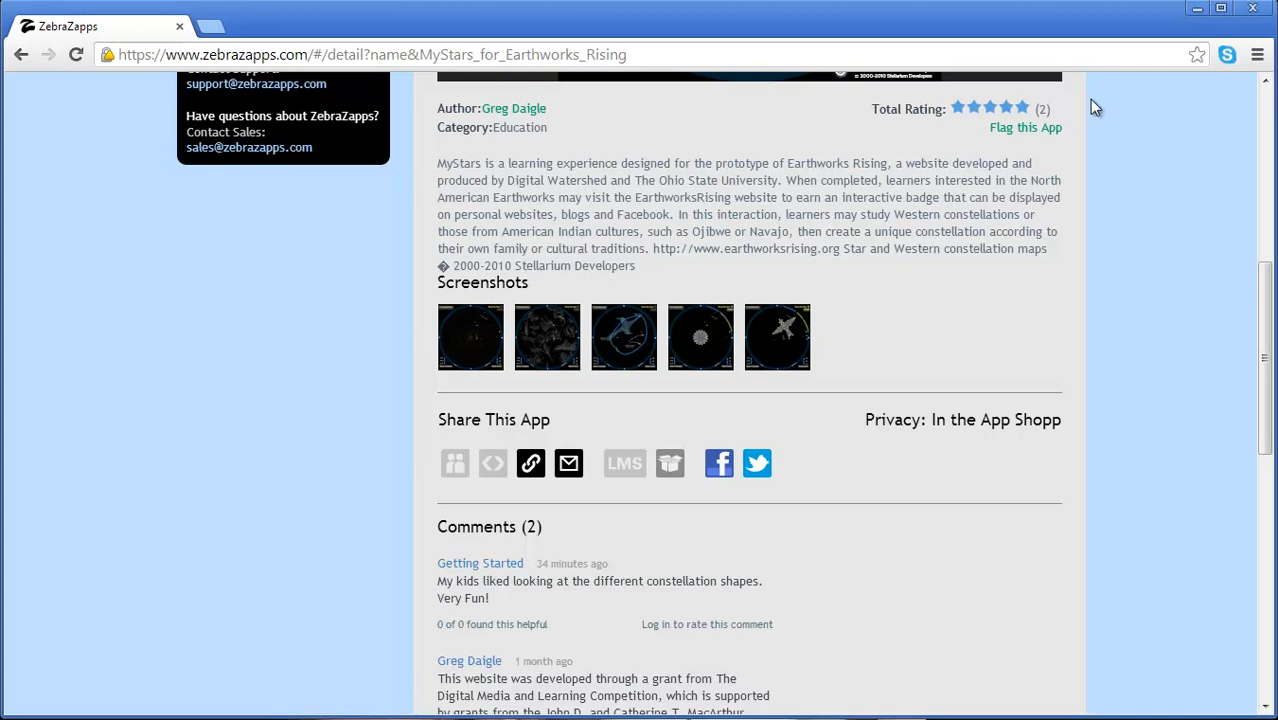 ZebraZapps
https://www.zebrazapps.com/#/detail?name&MyStars_for_Earthworks_Rising
support@zebrazapps.com
Have questions about ZebraZapps?
Contact Sales:
sales@zebrazapps.com
© 2000-2010 Stellarium Developers
Author:Greg Daigle
Total Rating: (2)
Category:Education
Flag this App
MyStars is a learning experience designed for the prototype of Earthworks Rising, a website developed and
produced by Digital Watershed and The Ohio State University. When completed, learners interested in the North
American Earthworks may visit the EarthworksRising website to earn an interactive badge that can be displayed
on personal websites, blogs and Facebook. In this interaction, learners may study Western constellations or
those from American Indian cultures, such as Ojibwe or Navajo, then create a unique constellation according to
their own family or cultural traditions. http://www.earthworksrising.org Star and Western constellation maps
� 2000-2010 Stellarium Developers
Screenshots
Share This App
Privacy: In the App Shopp
LMS
Comments (2)
Getting Started 34 minutes ago
My kids liked looking at the different constellation shapes.
Very Fun!
0 of 0 found this helpful
Log in to rate this comment
Greg Daigle 1 month ago
This website was developed through a grant from The
Digital Media and Learning Competition, which is supported
by grants from the John D. and Catherine T. MacArthur